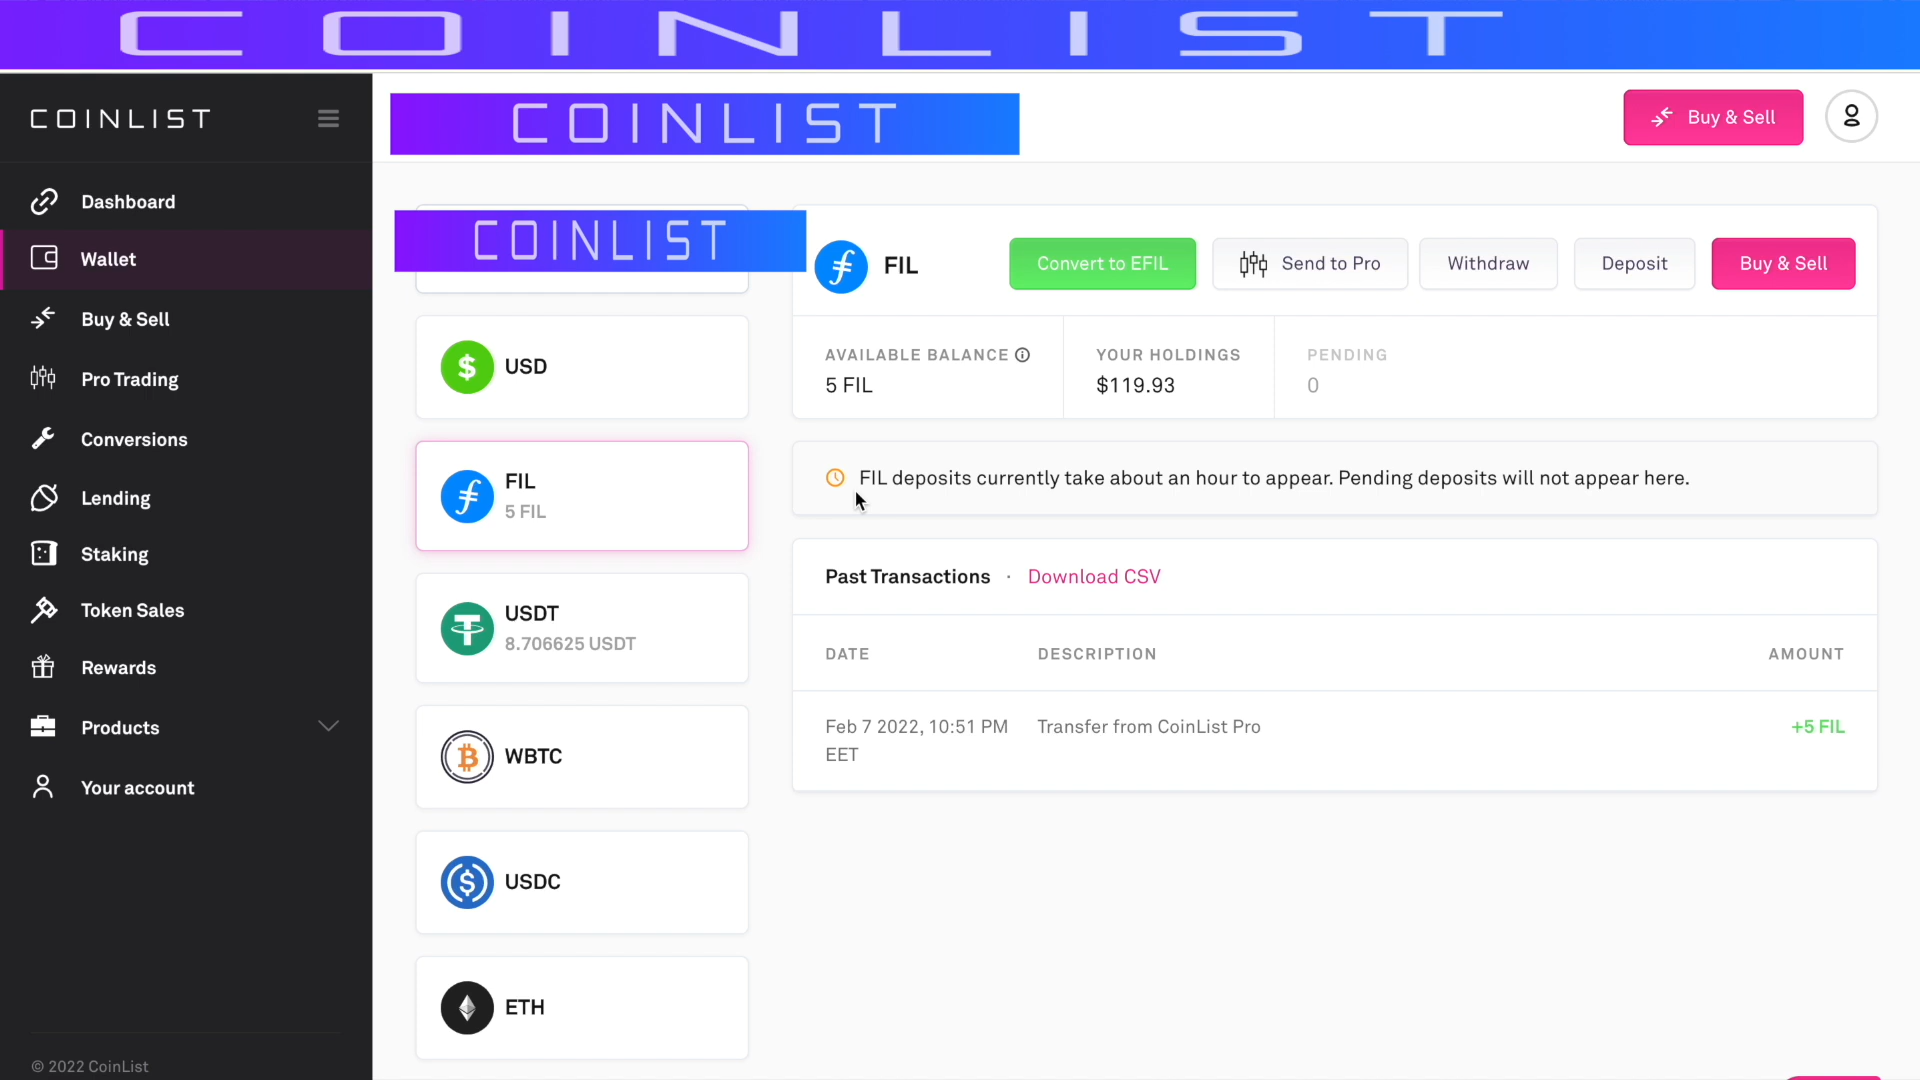 COINLIST
COINLIST
COINLIST
Buy & Sell
Dashboard
Wallet
Buy & Sell
Pro Trading
Conversions
Lending
Staking
Token Sales
Rewards
Products
Your account
© 2022 CoinList
COINLIST
USD
FIL
5 FIL
USDT
8.706625 USDT
WBTC
USDC
ETH
FIL
Convert to EFIL
Send to Pro
Withdraw
Deposit
Buy & Sell
AVAILABLE BALANCE
5 FIL
YOUR HOLDINGS
$119.93
PENDING
0
FIL deposits currently take about an hour to appear. Pending deposits will not appear here.
Past Transactions · Download CSV
DATE DESCRIPTION AMOUNT
Feb 7 2022, 10:51 PM Transfer from CoinList Pro +5 FIL
EET